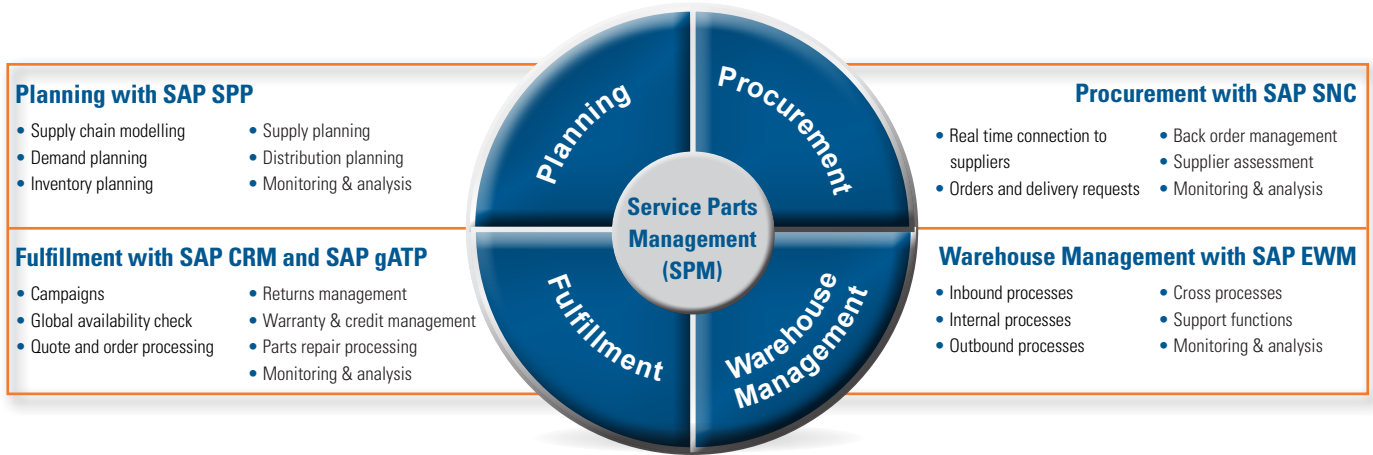 Planning with SAP SPP
• Supply chain modelling
• Demand planning
• Inventory planning
• Supply planning
• Distribution planning
• Monitoring & analysis
Planning
Procurement
Procurement with SAP SNC
• Real time connection to
suppliers
• Orders and delivery requests
• Back order management
• Supplier assessment
• Monitoring & analysis
Service Parts
Management
(SPM)
Fulfillment with SAP CRM and SAP gATP
• Campaigns
• Global availability check
• Quote and order processing
• Returns management
• Warranty & credit management
• Parts repair processing
• Monitoring & analysis
Fulfillment
Warehouse
Management
Warehouse Management with SAP EWM
• Inbound processes
• Internal processes
• Outbound processes
• Cross processes
• Support functions
• Monitoring & analysis